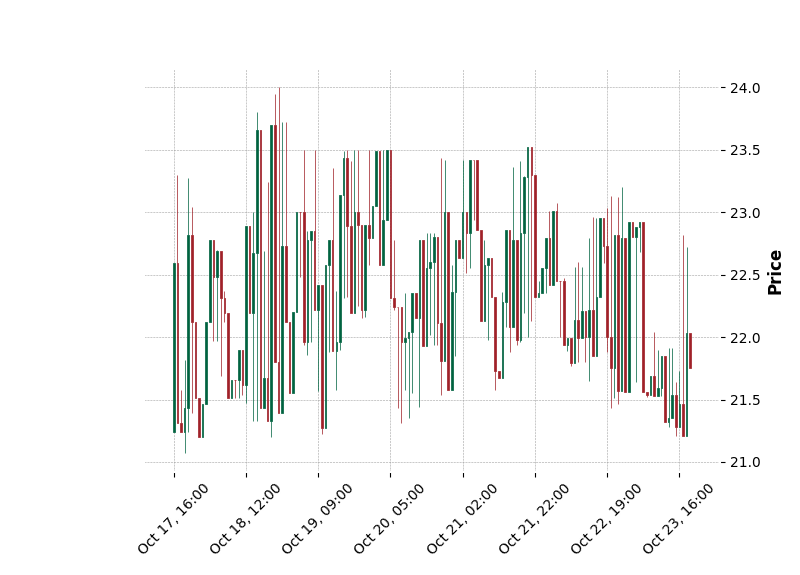 24.0
23.5
23.0
22.5
22.0
21.5
21.0
Price
Oct 17, 16:00
Oct 18, 12:00
Oct 19, 09:00
Oct 20, 05:00
Oct 21, 02:00
Oct 21, 22:00
Oct 22, 19:00
Oct 23, 16:00